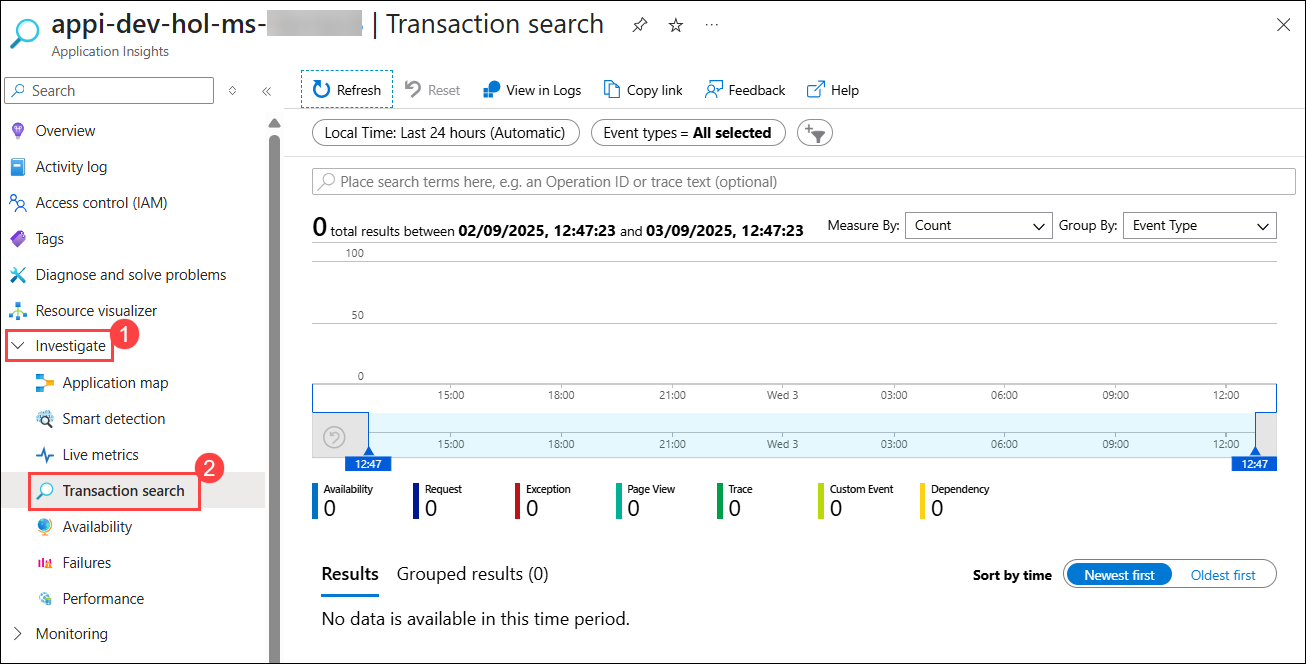 appi-dev-hol-ms- | Transaction search
Application Insights
Search
Refresh
Reset
View in Logs
Copy link
Feedback
Help
Overview
Activity log
Access control (IAM)
Tags
Diagnose and solve problems
Resource visualizer
Investigate
1
Application map
Smart detection
Live metrics
Transaction search
2
Availability
Failures
Performance
Monitoring
Local Time: Last 24 hours (Automatic)
Event types = All selected
Place search terms here, e.g. an Operation ID or trace text (optional)
0 total results between 02/09/2025, 12:47:23 and 03/09/2025, 12:47:23
Measure By: Count
Group By: Event Type
100
50
0
15:00 18:00 21:00 Wed 3 03:00 06:00 09:00 12:00
15:00 18:00 21:00 Wed 3 03:00 06:00 09:00 12:00
12:47 12:47
Availability Request Exception Page View Trace Custom Event Dependency
0 0 0 0 0 0 0
Results Grouped results (0)
Sort by time Newest first Oldest first
No data is available in this time period.